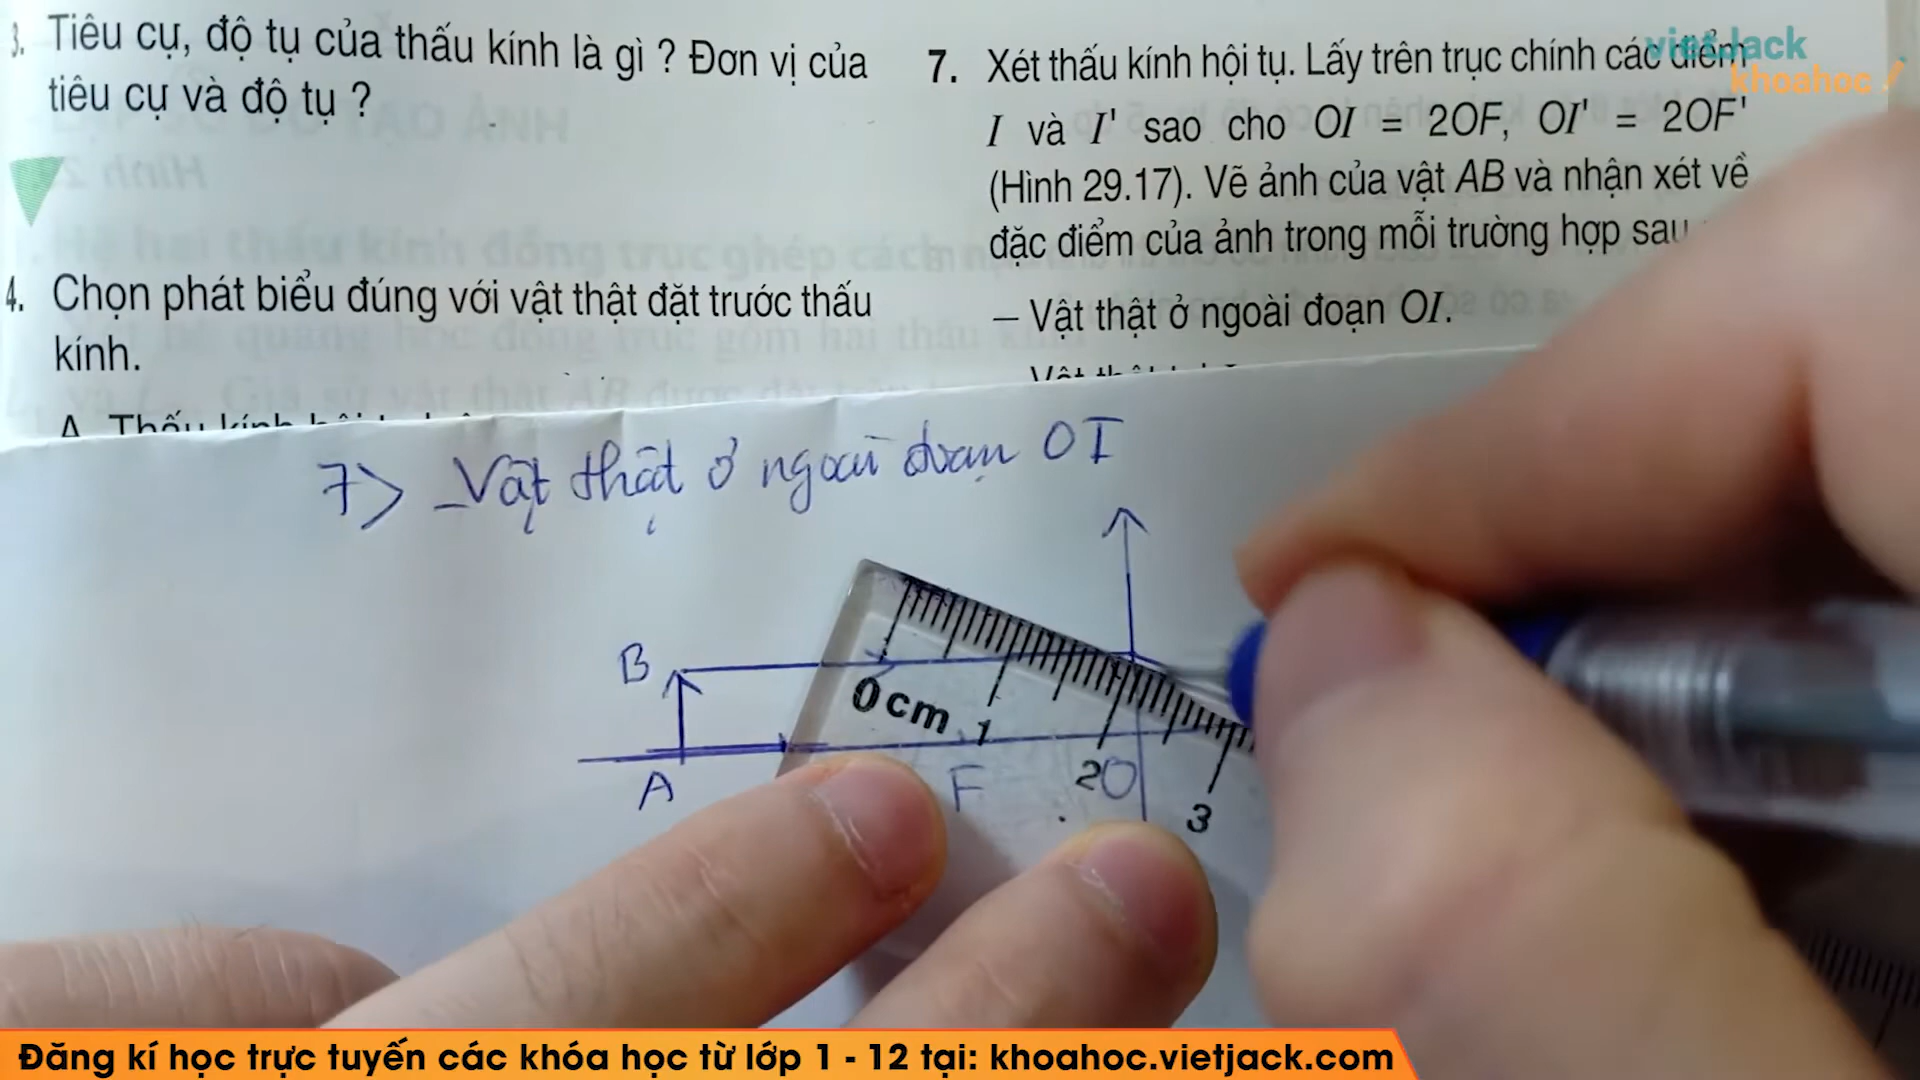 3. Tiêu cự, độ tụ của thấu kính là gì ? Đơn vị của
tiêu cự và độ tụ ?
4. Chọn phát biểu đúng với vật thật đặt trước thấu
kính.
A. Thấu kính
vietJack
khoahoc
7. Xét thấu kính hội tụ. Lấy trên trục chính các điểm
I và I' sao cho OI = 2OF, OI' = 2OF'
(Hình 29.17). Vẽ ảnh của vật AB và nhận xét về
đặc điểm của ảnh trong mỗi trường hợp sau
– Vật thật ở ngoài đoạn OI.
7> - Vật thật ở ngoài đoạn OI
B
A
F
O
0 cm 1 2 3
Đăng kí học trực tuyến các khóa học từ lớp 1 - 12 tại: khoahoc.vietjack.com